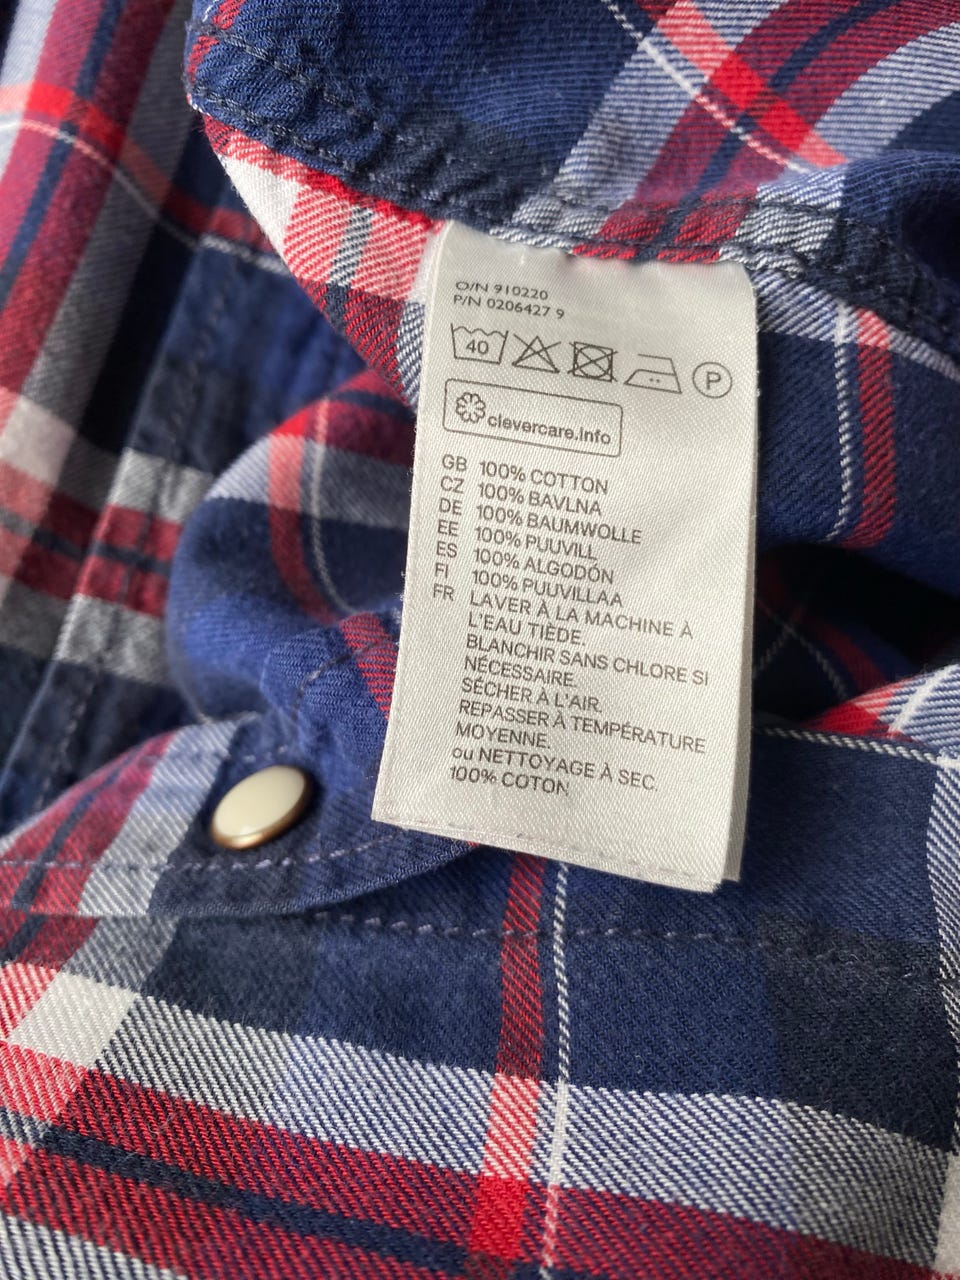 O/N 910220
P/N 0206427 9
40 P
clevercare.info
GB 100% COTTON
CZ 100% BAVLNA
DE 100% BAUMWOLLE
EE 100% PUUVILL
ES 100% ALGODÓN
FI 100% PUUVILLAA
FR LAVER À LA MACHINE À
L'EAU TIÈDE.
BLANCHIR SANS CHLORE SI
NÉCESSAIRE.
SÉCHER À L'AIR.
REPASSER À TEMPÉRATURE
MOYENNE.
ou NETTOYAGE À SEC.
100% COTON